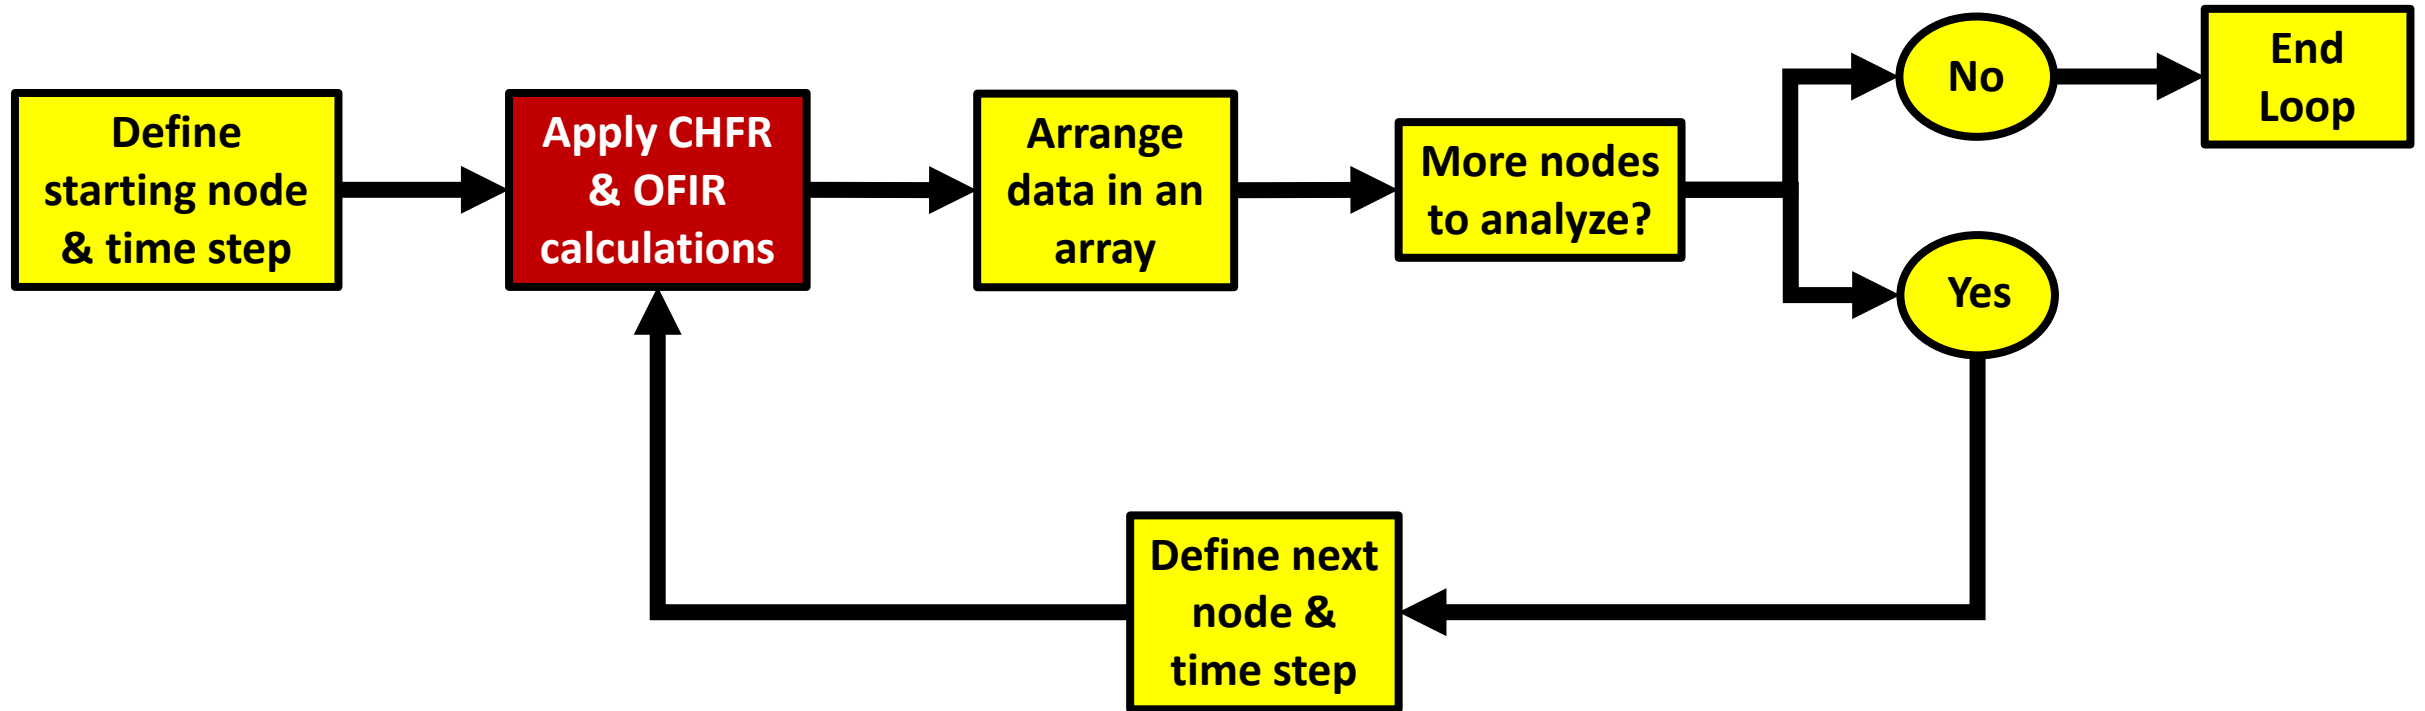 Define
starting node
& time step
Apply CHFR
& OFIR
calculations
Arrange
data in an
array
More nodes
to analyze?
No
End
Loop
Yes
Define next
node &
time step